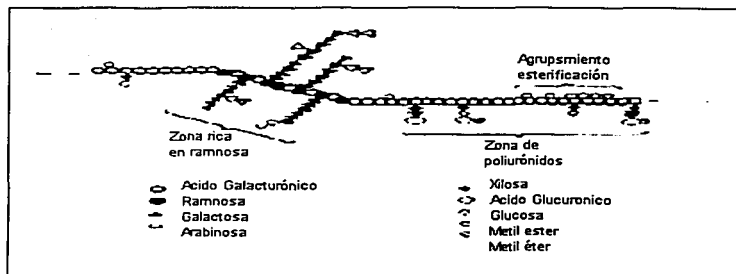 Agrupsmiento
esterificación
Zona rica
en ramnosa
Zona de
poliurónidos
Acido Galacturónico
Ramnosa
Galactosa
Arabinosa
Xilosa
Acido Glucuronico
Glucosa
Metil ester
Metil éter